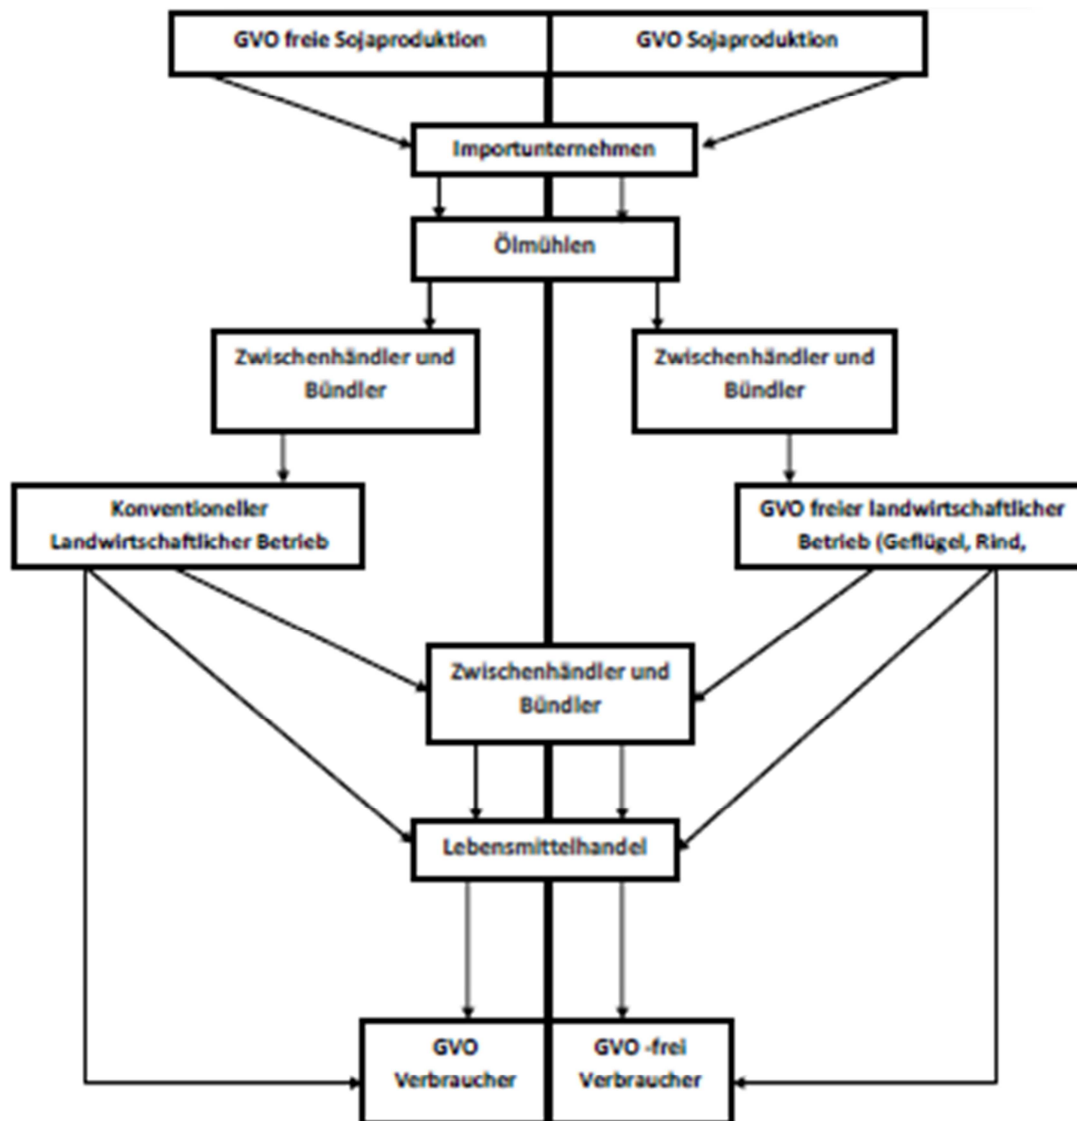 GVO freie Sojaproduktion
GVO Sojaproduktion
Importunternehmen
Ölmühlen
Zwischenhändler und
Bündler
Zwischenhändler und
Bündler
Konventioneller
Landwirtschaftlicher Betrieb
GVO freier landwirtschaftlicher
Betrieb (Geflügel, Rind,
Zwischenhändler und
Bündler
Lebensmittelhandel
GVO
Verbraucher
GVO -frei
Verbraucher